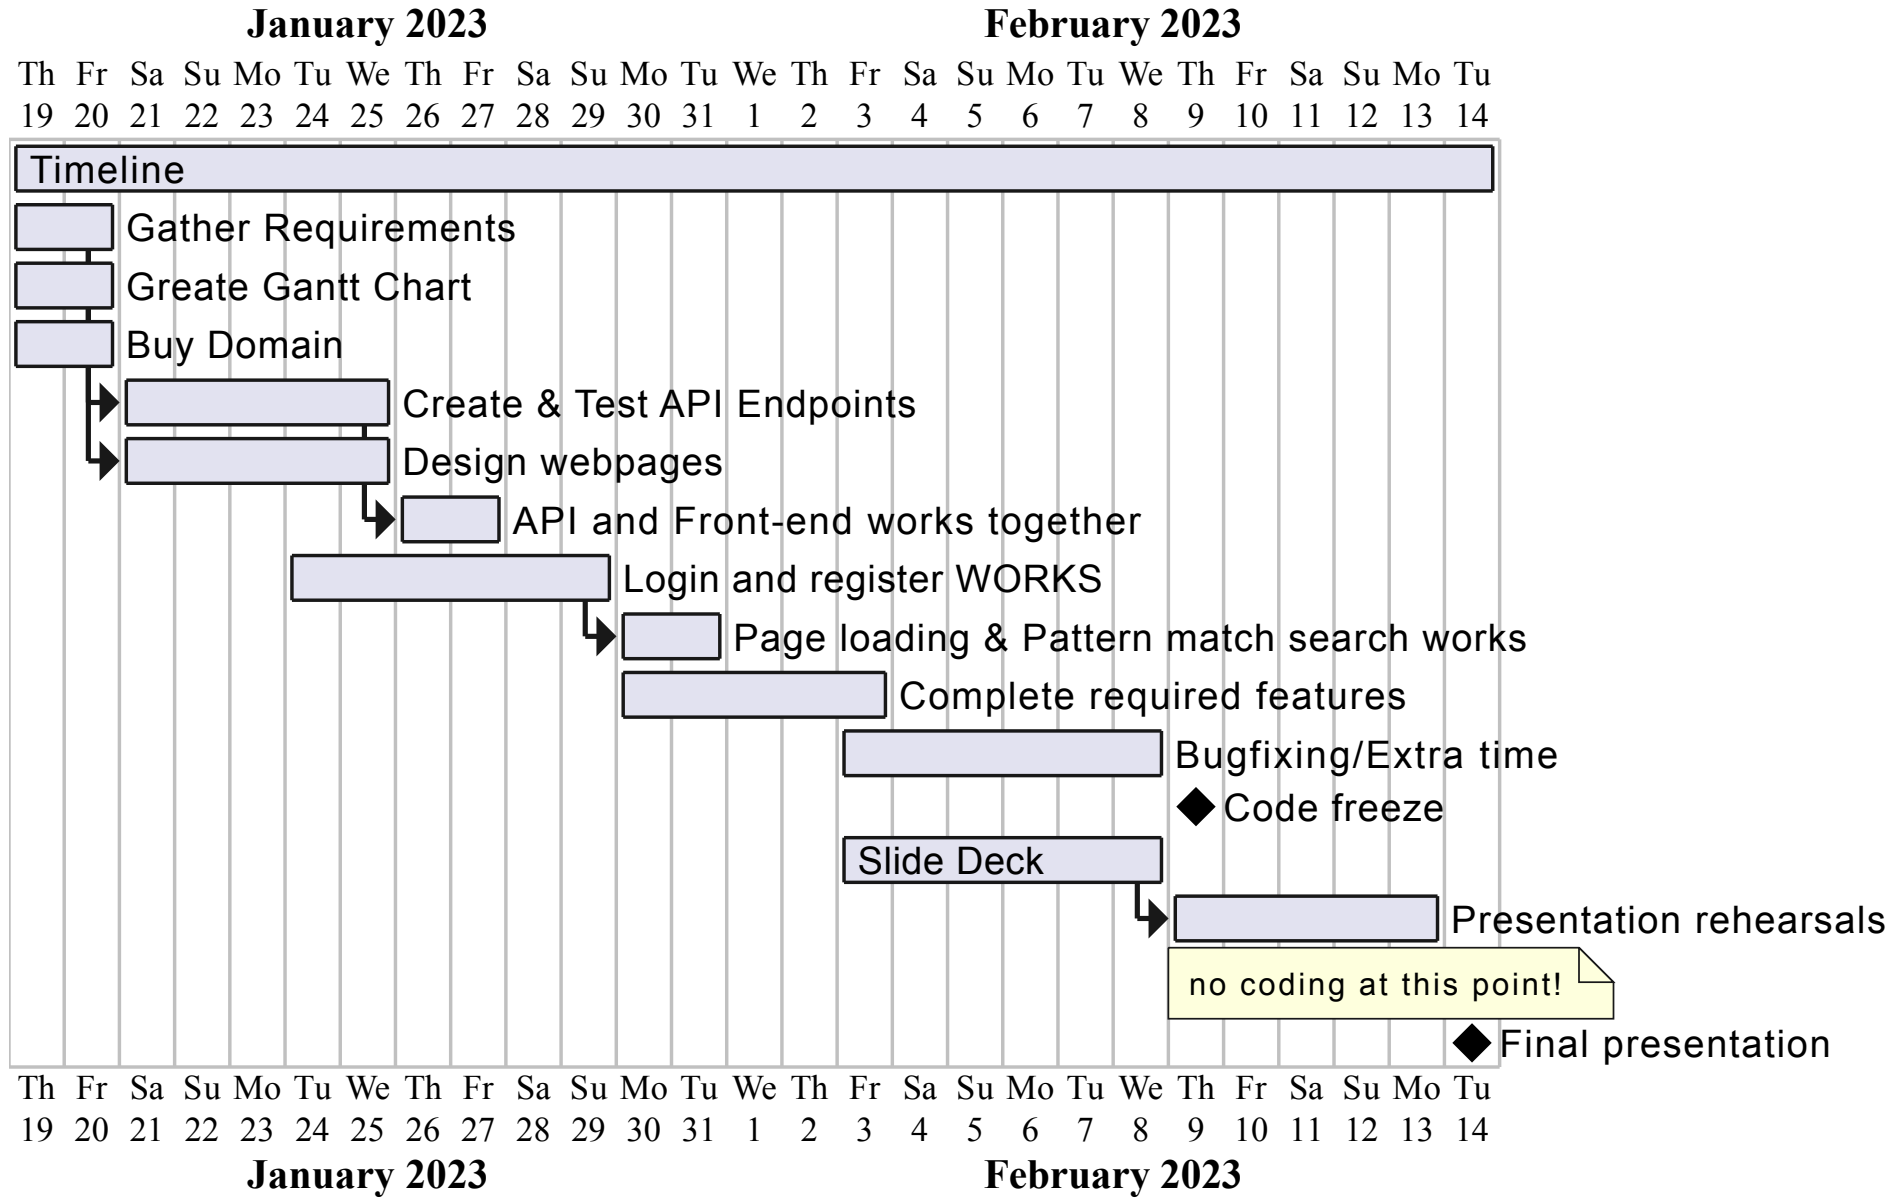 January 2023 February 2023
Th Fr Sa Su Mo Tu We Th Fr Sa Su Mo Tu We Th Fr Sa Su Mo Tu We Th Fr Sa Su Mo Tu
19 20 21 22 23 24 25 26 27 28 29 30 31 1 2 3 4 5 6 7 8 9 10 11 12 13 14
Timeline
Gather Requirements
Greate Gantt Chart
Buy Domain
Create & Test API Endpoints
Design webpages
API and Front-end works together
Login and register WORKS
Page loading & Pattern match search works
Complete required features
Bugfixing/Extra time
Code freeze
Slide Deck
Presentation rehearsals
no coding at this point!
Final presentation
Th Fr Sa Su Mo Tu We Th Fr Sa Su Mo Tu We Th Fr Sa Su Mo Tu We Th Fr Sa Su Mo Tu
19 20 21 22 23 24 25 26 27 28 29 30 31 1 2 3 4 5 6 7 8 9 10 11 12 13 14
January 2023 February 2023